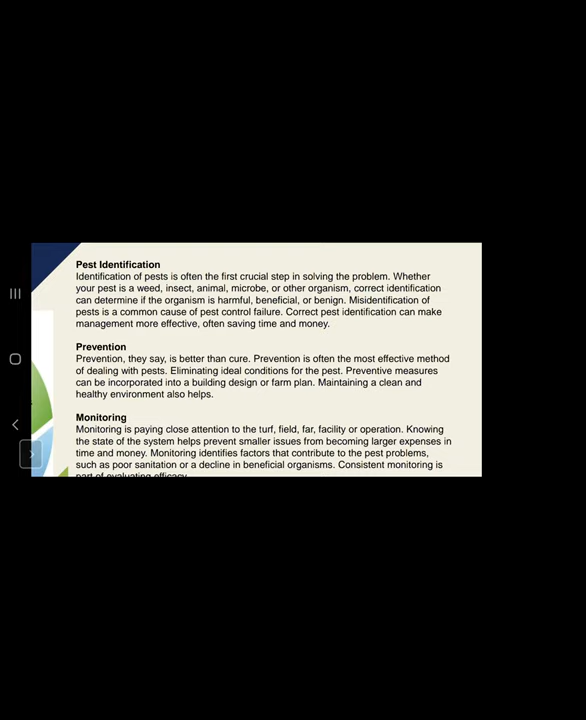 Pest Identification
Identification of pests is often the first crucial step in solving the problem. Whether
your pest is a weed, insect, animal, microbe, or other organism, correct identification
can determine if the organism is harmful, beneficial, or benign. Misidentification of
pests is a common cause of pest control failure. Correct pest identification can make
management more effective, often saving time and money.
Prevention
Prevention, they say, is better than cure. Prevention is often the most effective method
of dealing with pests. Eliminating ideal conditions for the pest. Preventive measures
can be incorporated into a building design or farm plan. Maintaining a clean and
healthy environment also helps.
Monitoring
Monitoring is paying close attention to the turf, field, far, facility or operation. Knowing
the state of the system helps prevent smaller issues from becoming larger expenses in
time and money. Monitoring identifies factors that contribute to the pest problems,
such as poor sanitation or a decline in beneficial organisms. Consistent monitoring is
part of evaluating efficacy.